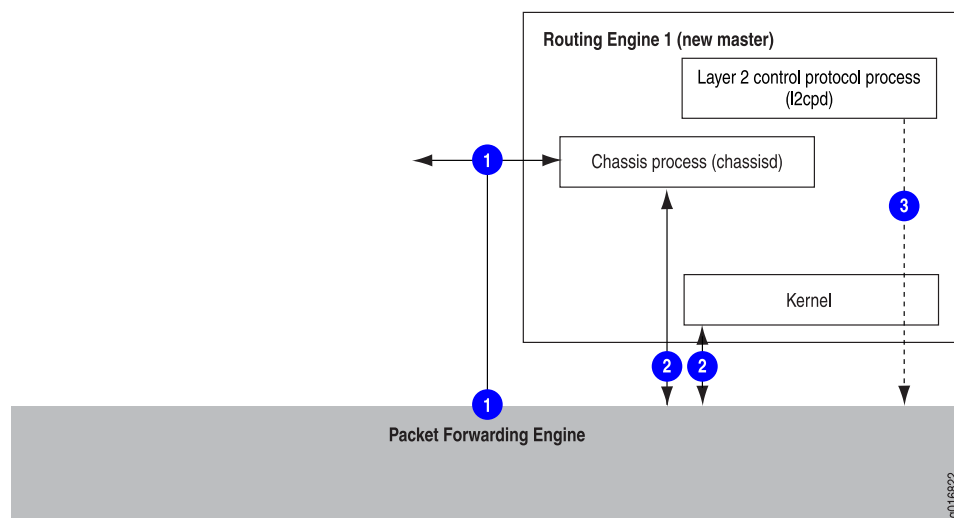 Routing Engine 1 (new master)
Layer 2 control protocol process
(l2cpd)
1
Chassis process (chassisd)
3
Kernel
2
2
1
Packet Forwarding Engine
g016822